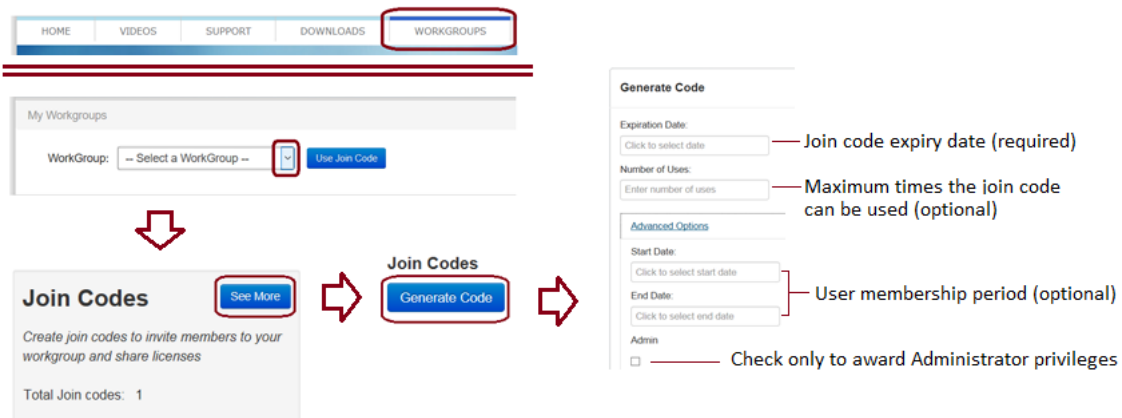 HOME VIDEOS SUPPORT DOWNLOADS WORKGROUPS
My Workgroups
WorkGroup: -- Select a WorkGroup -- Use Join Code
Join Codes See More
Create join codes to invite members to your
workgroup and share licenses
Total Join codes: 1
Join Codes
Generate Code
Generate Code
Expiration Date:
Click to select date Join code expiry date (required)
Number of Uses:
Enter number of uses Maximum times the join code
can be used (optional)
Advanced Options
Start Date:
Click to select start date
End Date: User membership period (optional)
Click to select end date
Admin
Check only to award Administrator privileges